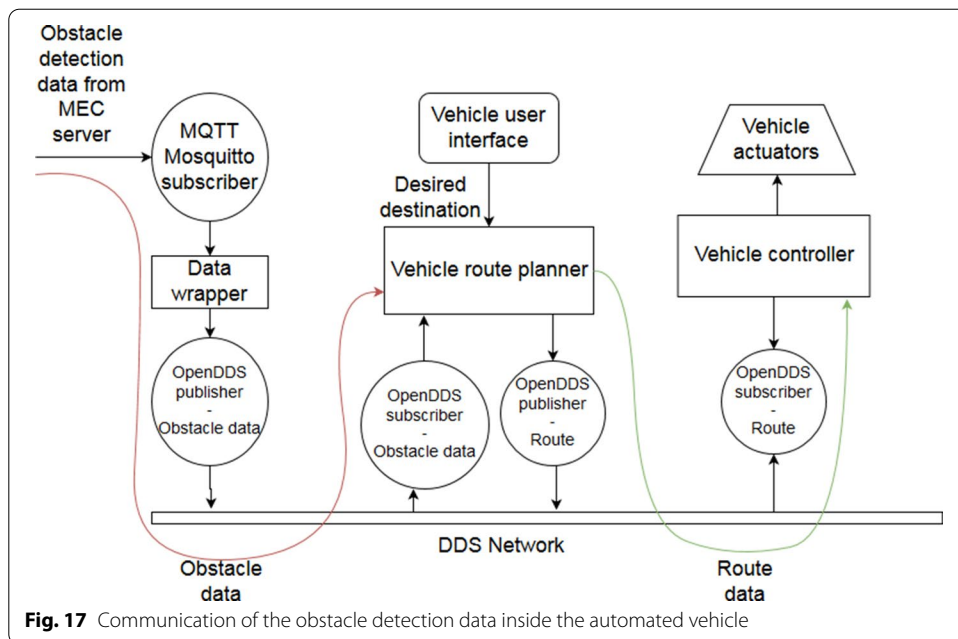 Obstacle
detection
data from
MEC
server
MQTT
Mosquitto
subscriber
Data
wrapper
OpenDDS
publisher
-
Obstacle data
Vehicle user
interface
Desired
destination
Vehicle route planner
OpenDDS
subscriber
-
Obstacle data
OpenDDS
publisher
-
Route
Vehicle
actuators
Vehicle controller
OpenDDS
subscriber
-
Route
DDS Network
Obstacle
data
Route
data
Fig. 17 Communication of the obstacle detection data inside the automated vehicle